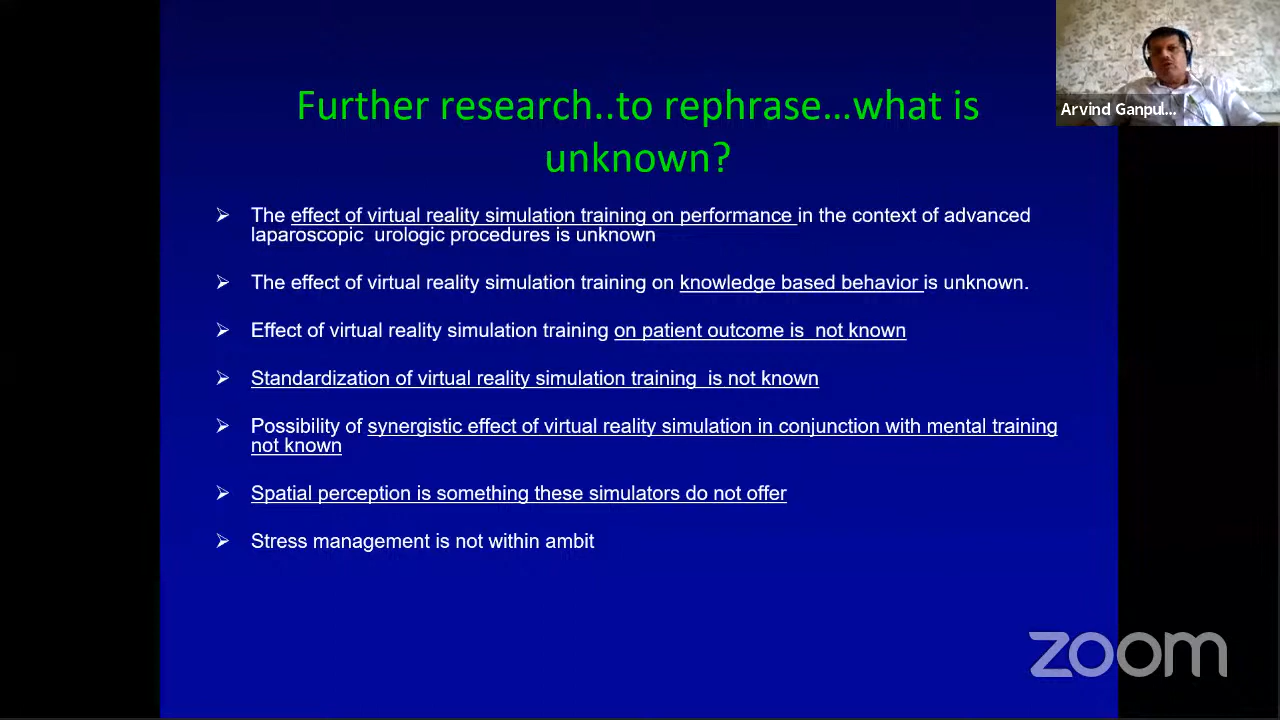 Further research..to rephrase...what is
unknown?
Arvind Ganpul...
The effect of virtual reality simulation training on performance in the context of advanced
laparoscopic urologic procedures is unknown
The effect of virtual reality simulation training on knowledge based behavior is unknown.
Effect of virtual reality simulation training on patient outcome is not known
Standardization of virtual reality simulation training is not known
Possibility of synergistic effect of virtual reality simulation in conjunction with mental training
not known
Spatial perception is something these simulators do not offer
Stress management is not within ambit
zoom